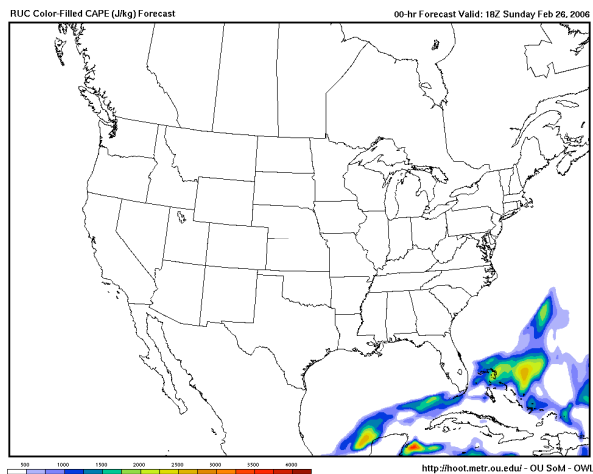 RUC Color-Filled CAPE (J/kg) Forecast
00-hr Forecast Valid: 18Z Sunday Feb 26, 2006
500 1000 1500 2000 2500 3000 3500 4000
http://hoot.metr.ou.edu/ - OU SoM - OWL